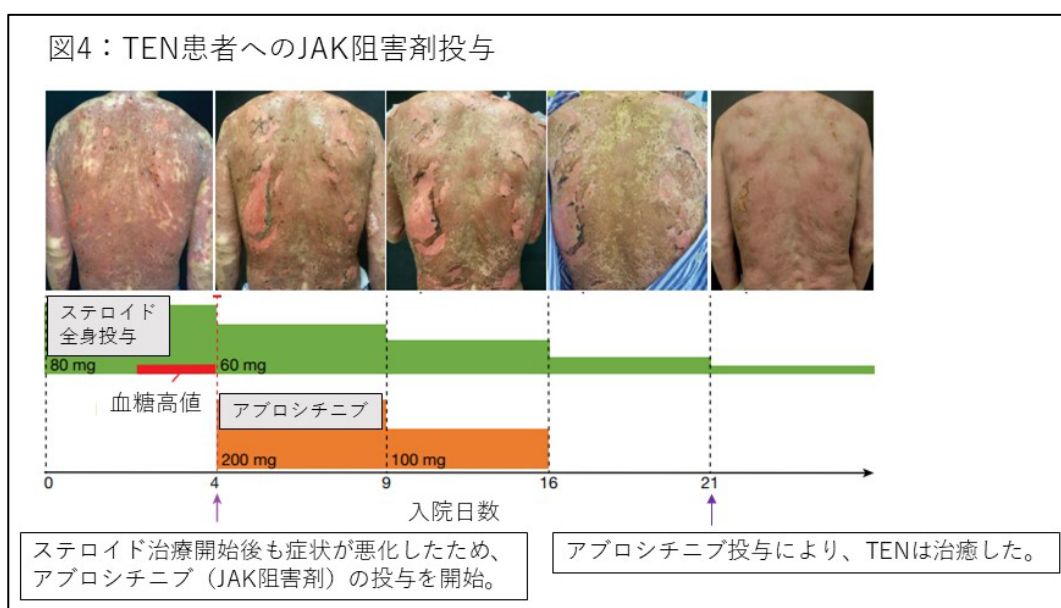 図4：TEN患者へのJAK阻害剤投与
ステロイド
全身投与
80 mg
60 mg
血糖高値
アブロシチニブ
200 mg
100 mg
0
4
9
16
21
入院日数
ステロイド治療開始後も症状が悪化したため、
アブロシチニブ（JAK阻害剤）の投与を開始。
アブロシチニブ投与により、TENは治癒した。